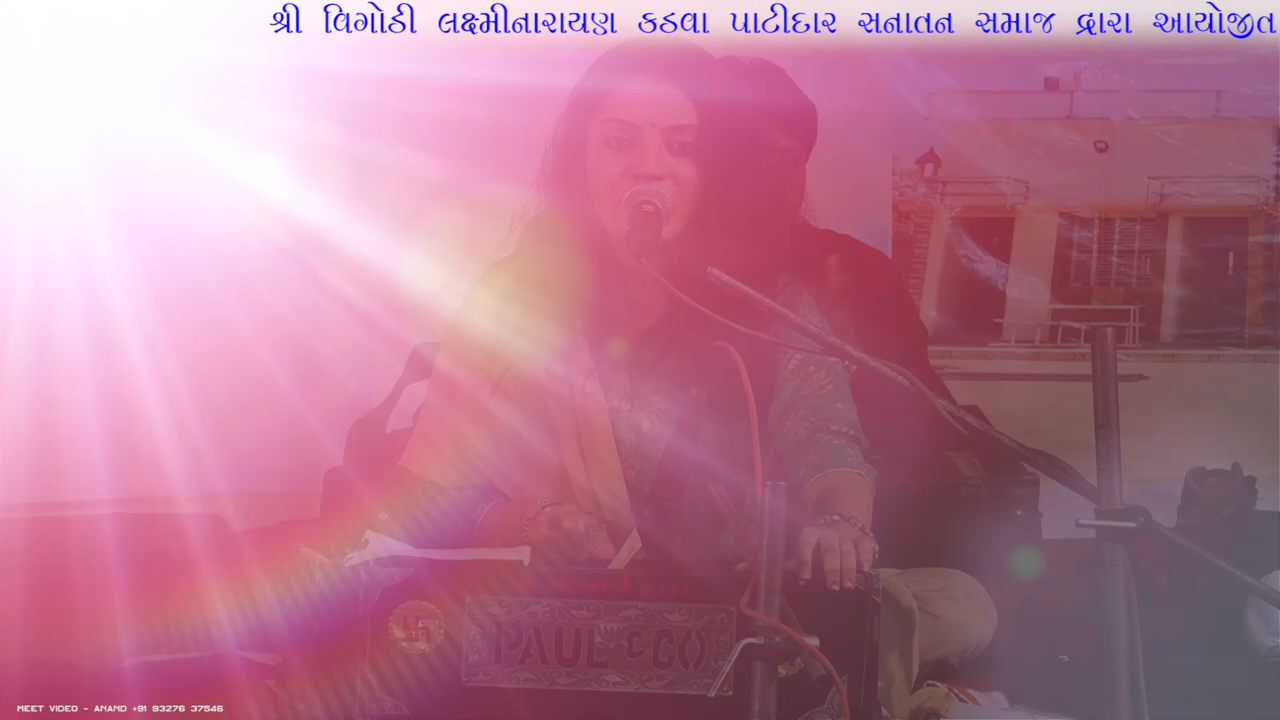 શ્રી વિગોડી લક્ષ્મીનારાયણ કડવા પાટીદાર સનાતન સમાજ દ્રારા આયોજીત
PAUL & CO
MEET VIDEO - ANAND +91 93276 37546